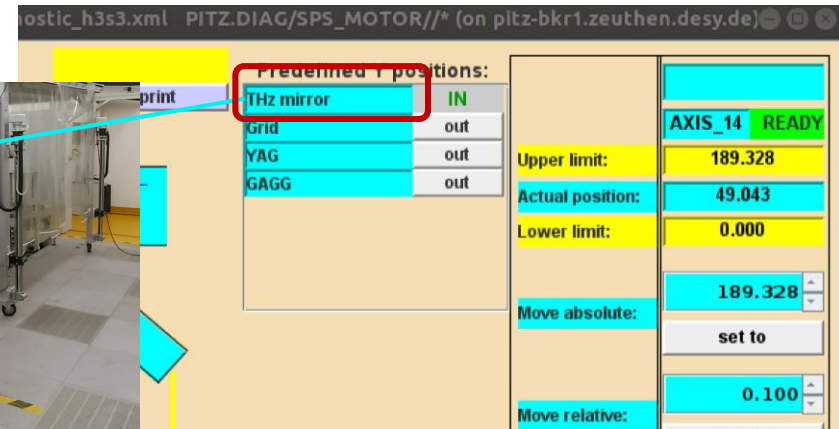 nostic_h3s3.xml PITZ.DIAG/SPS_MOTOR//* (on pitz-bkr1.zeuthen.desy.de)
Predefined Y positions:
print
THz mirror IN
Grid out
YAG out
GAGG out
AXIS_14 READY
Upper limit: 189.328
Actual position: 49.043
Lower limit: 0.000
Move absolute: 189.328
set to
Move relative: 0.100